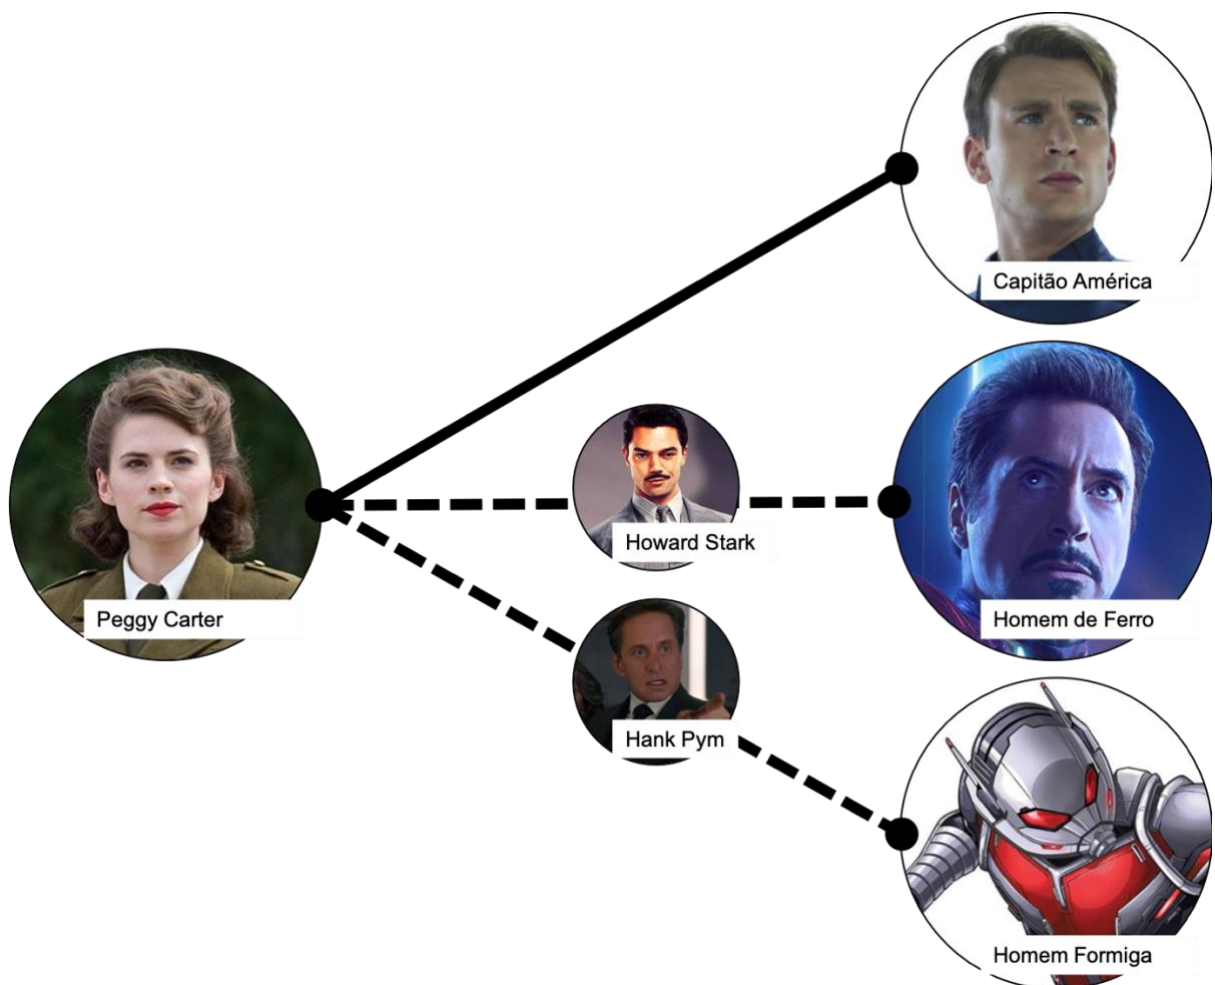 Capitão América
Howard Stark
Peggy Carter
Homem de Ferro
Hank Pym
Homem Formiga